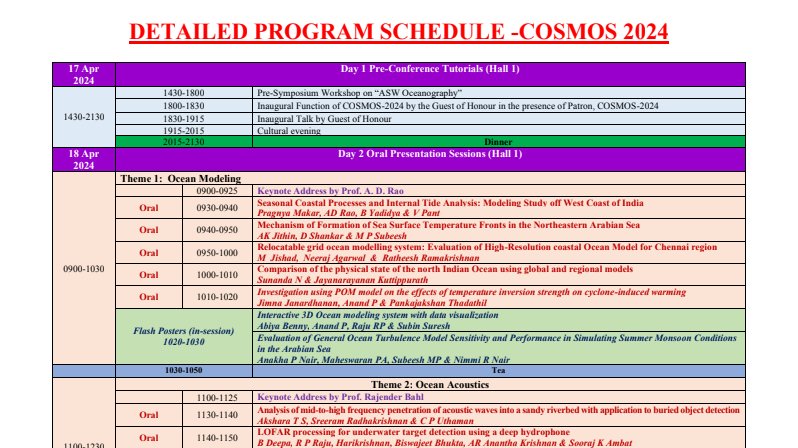 DETAILED PROGRAM SCHEDULE -COSMOS 2024
17 Apr
2024
Day 1 Pre-Conference Tutorials (Hall 1)
1430-2130
1430-1800
Pre-Symposium Workshop on “ASW Oceanography”
1800-1830
Inaugural Function of COSMOS-2024 by the Guest of Honour in the presence of Patron, COSMOS-2024
1830-1915
Inaugural Talk by Guest of Honour
1915-2015
Cultural evening
2015-2130
Dinner
18 Apr
2024
Day 2 Oral Presentation Sessions (Hall 1)
0900-1030
Theme 1: Ocean Modeling
0900-0925
Keynote Address by Prof. A. D. Rao
Oral
0930-0940
Seasonal Coastal Processes and Internal Tide Analysis: Modeling Study off West Coast of India
Pragnya Makar, AD Rao, B Yadidya & V Pant
Oral
0940-0950
Mechanism of Formation of Sea Surface Temperature Fronts in the Northeastern Arabian Sea
AK Jithin, D Shankar & M P Subeesh
Oral
0950-1000
Relocatable grid ocean modelling system: Evaluation of High-Resolution coastal Ocean Model for Chennai region
M Jishad, Neeraj Agarwal & Ratheesh Ramakrishnan
Oral
1000-1010
Comparison of the physical state of the north Indian Ocean using global and regional models
Sunanda N & Jayanarayanan Kuttippurath
Oral
1010-1020
Investigation using POM model on the effects of temperature inversion strength on cyclone-induced warming
Jimna Janardhanan, Anand P & Pankajakshan Thadathil
Flash Posters (in-session)
1020-1030
Interactive 3D Ocean modeling system with data visualization
Abiya Benny, Anand P, Raju RP & Subin Suresh
Evaluation of General Ocean Turbulence Model Sensitivity and Performance in Simulating Summer Monsoon Conditions
in the Arabian Sea
Anakha P Nair, Maheswaran PA, Subeesh MP & Nimmi R Nair
1030-1050
Tea
1100-1230
Theme 2: Ocean Acoustics
1100-1125
Keynote Address by Prof. Rajender Bahl
Oral
1130-1140
Analysis of mid-to-high frequency penetration of acoustic waves into a sandy riverbed with application to buried object detection
Akshara T S, Sreeram Radhakrishnan & C P Uthaman
Oral
1140-1150
LOFAR processing for underwater target detection using a deep hydrophone
B Deepa, R P Raju, Harikrishnan, Biswajeet Bhukta, AR Anantha Krishnan & Sooraj K Ambat